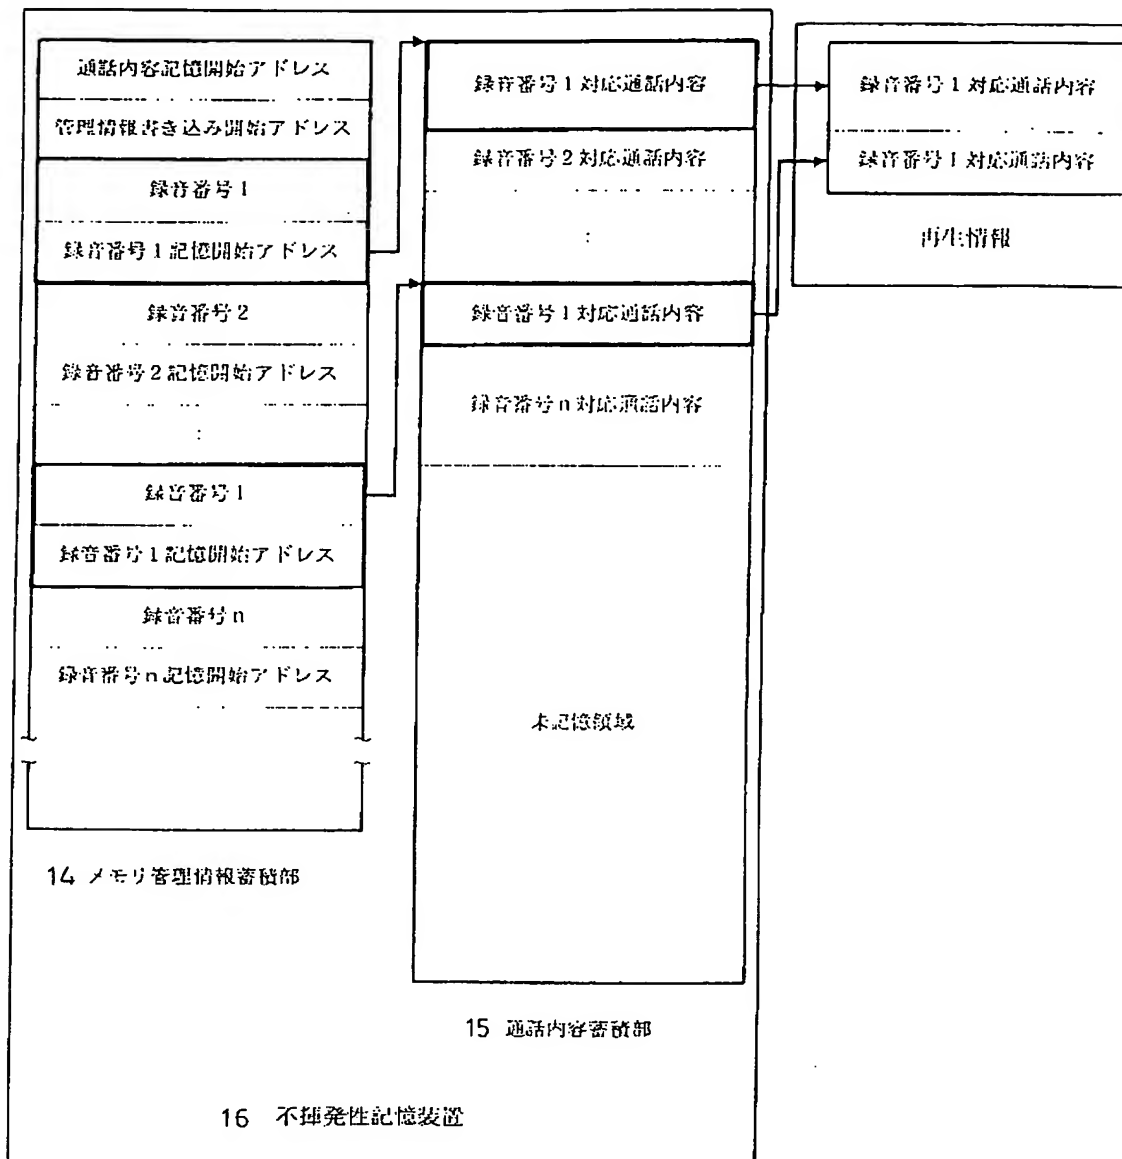 通話内容記憶開始アドレス
管理情報書き込み開始アドレス
録音番号1
録音番号1記憶開始アドレス
録音番号2
録音番号2記憶開始アドレス
:
録音番号1
録音番号1記憶開始アドレス
録音番号n
録音番号n記憶開始アドレス
14 メモリ管理情報蓄積部
録音番号1対応通話内容
録音番号2対応通話内容
:
録音番号1対応通話内容
録音番号n対応通話内容
未記憶領域
15 通話内容蓄積部
録音番号1対応通話内容
録音番号1対応通話内容
再生情報
16 不揮発性記憶装置